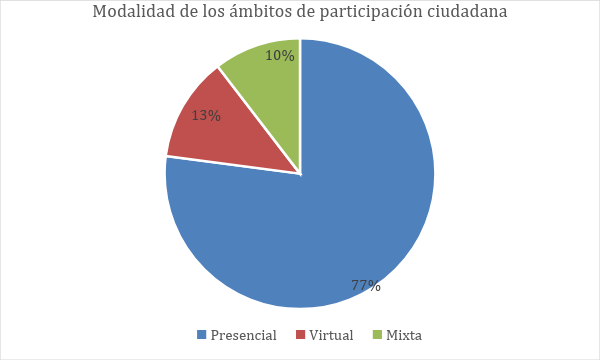 Modalidad de los ámbitos de participación ciudadana
10%
13%
77%
Presencial Virtual Mixta